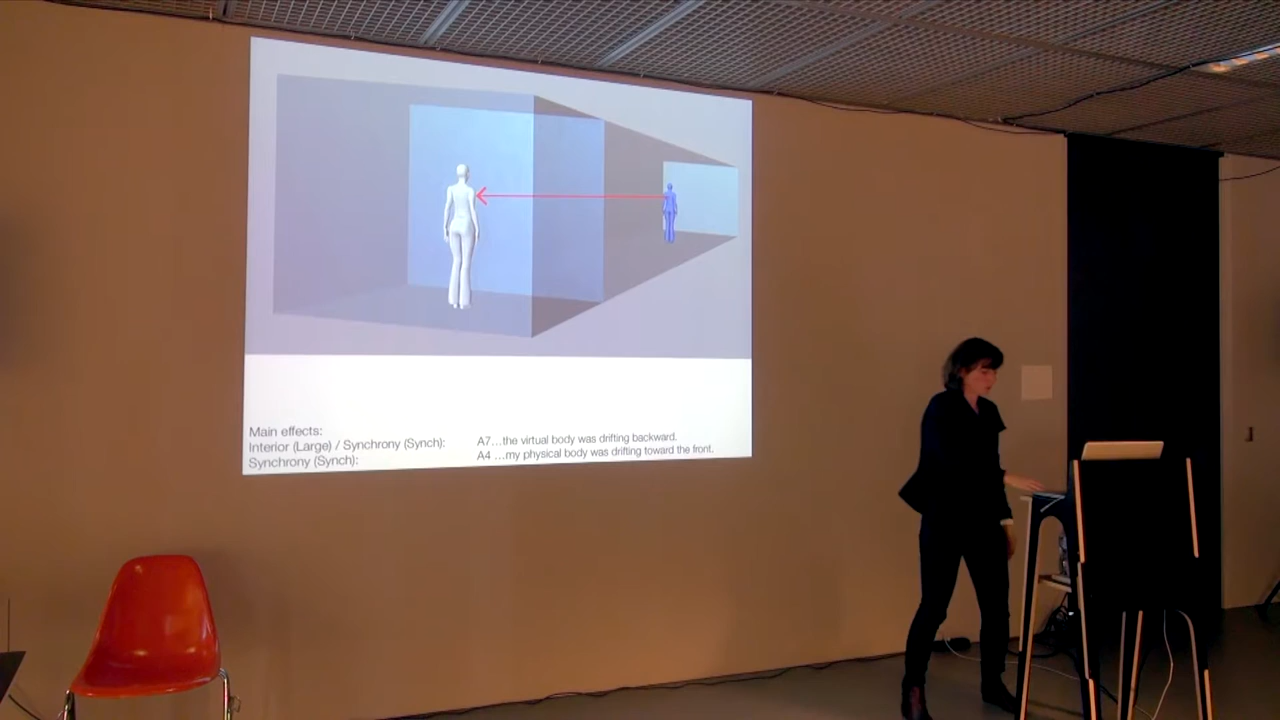 Main effects:
Interior (Large) / Synchrony (Synch): A7...the virtual body was drifting backward.
Synchrony (Synch): A4 ...my physical body was drifting toward the front.